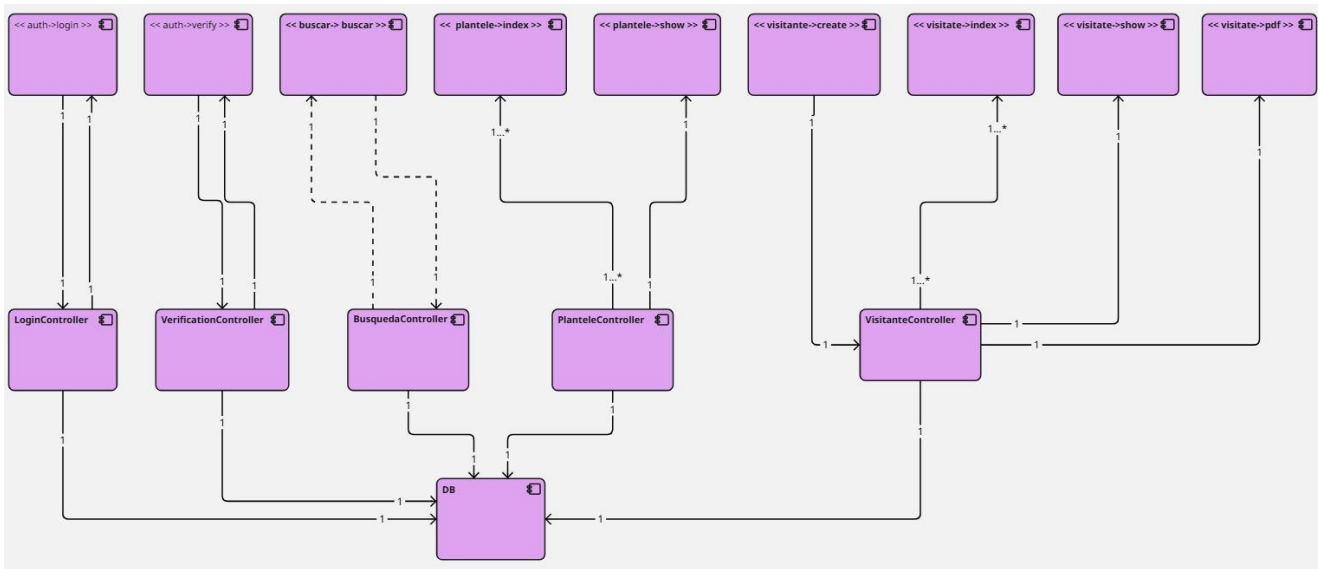 << auth->login >>
<< auth->verify >>
<< buscar-> buscar >>
<< plantele->index >>
<< plantele->show >>
<< visitante->create >>
<< visitate->index >>
<< visitate->show >>
<< visitate->pdf >>
1
1
1
1
1
1
1...*
1
1
1...*
1
1
1
1
1
1
1
1
1...*
1
1...*
LoginController
VerificationController
BusquedaController
PlanteleController
VisitanteController
1
1
1
1
1
1
1
1
1
1
DB
1
1
1